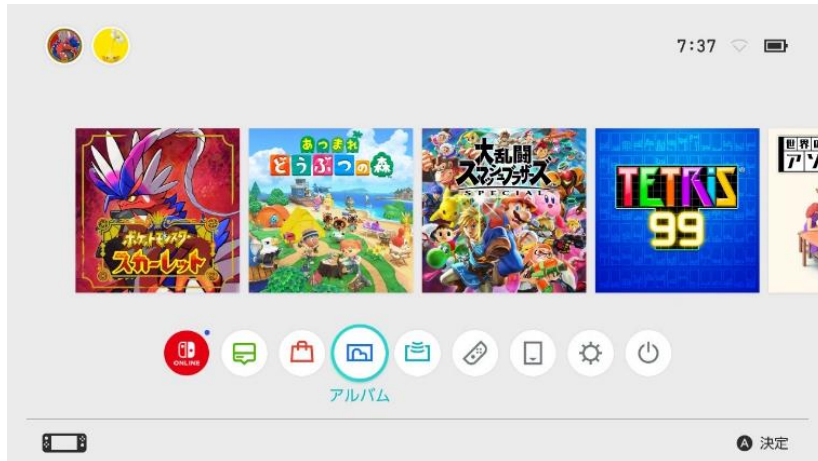 7:37
ポケットモンスター
スカーレット
あつまれ
どうぶつの森
大乱闘
スマッシュブラザーズ
SPECIAL
TETRIS
99
世界の
アソ
ONLINE
アルバム
A 決定